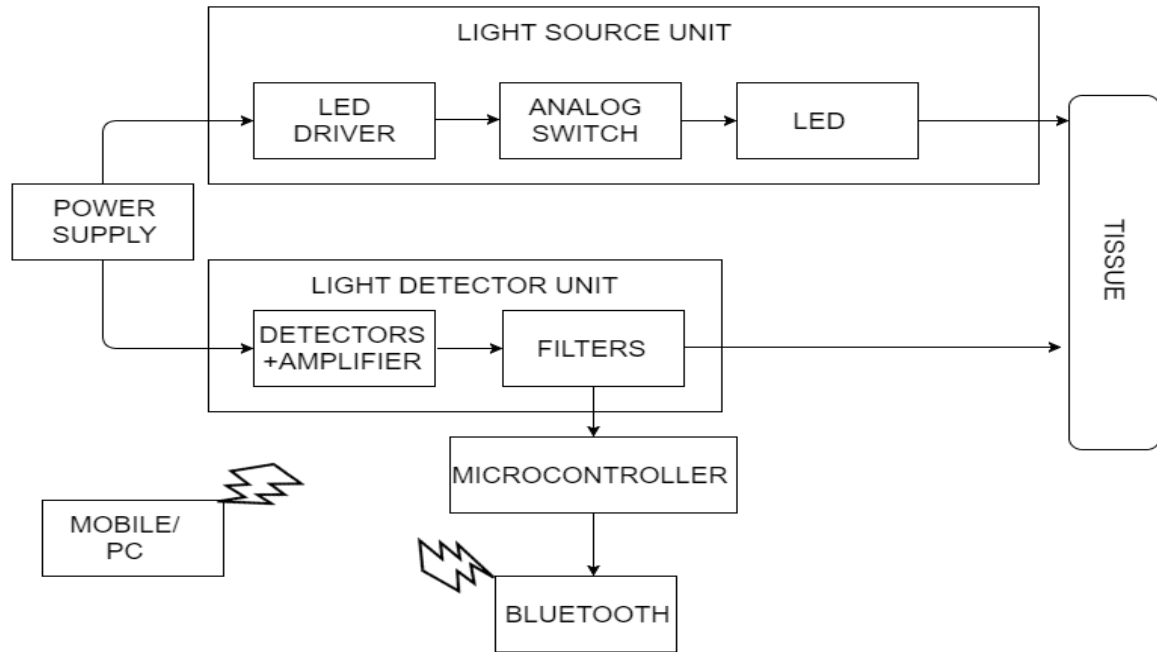 LIGHT SOURCE UNIT
LED
DRIVER
ANALOG
SWITCH
LED
POWER
SUPPLY
TISSUE
LIGHT DETECTOR UNIT
DETECTORS
+AMPLIFIER
FILTERS
MICROCONTROLLER
MOBILE/
PC
BLUETOOTH